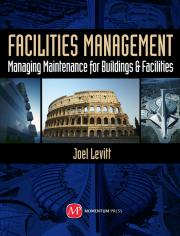 FACILITIES MANAGEMENT
Managing Maintenance for Buildings & Facilities
Joel Levitt
M
MOMENTUM PRESS